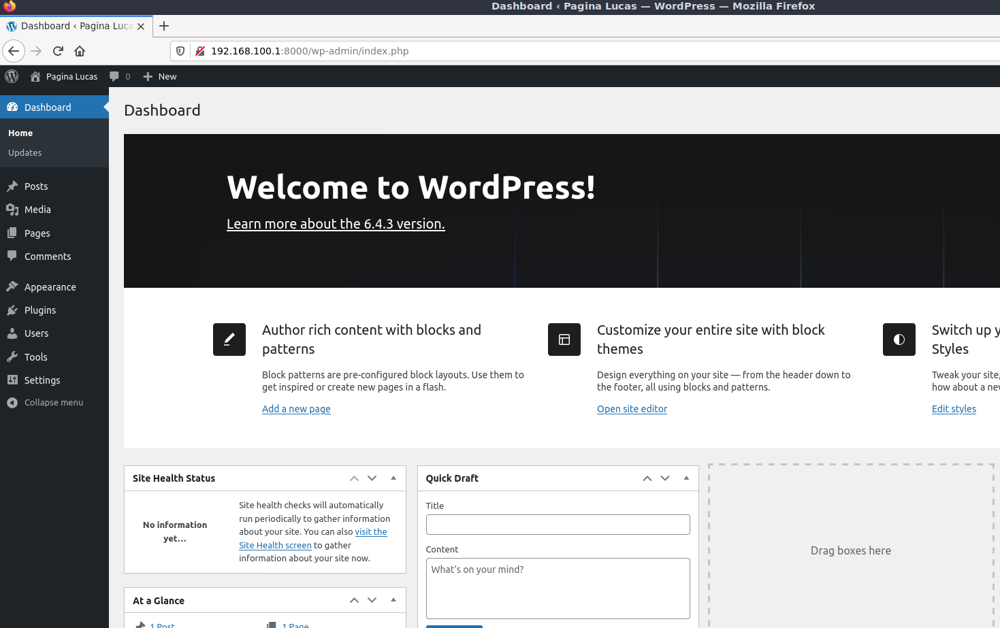 Dashboard ‹ Pagina Lucas — WordPress — Mozilla Firefox
Dashboard ‹ Pagina Luca
192.168.100.1:8000/wp-admin/index.php
Pagina Lucas 0 New
Dashboard
Home
Updates
Posts
Media
Pages
Comments
Appearance
Plugins
Users
Tools
Settings
Collapse menu
Dashboard
Welcome to WordPress!
Learn more about the 6.4.3 version.
Author rich content with blocks and
patterns
Block patterns are pre-configured block layouts. Use them to
get inspired or create new pages in a flash.
Add a new page
Customize your entire site with block
themes
Design everything on your site — from the header down to
the footer, all using blocks and patterns.
Open site editor
Switch up y
Styles
Tweak your site,
how about a new
Edit styles
Site Health Status
No information
yet…
Site health checks will automatically
run periodically to gather information
about your site. You can also visit the
Site Health screen to gather
information about your site now.
At a Glance
1 Post
1 Page
Quick Draft
Title
Content
What’s on your mind?
Drag boxes here